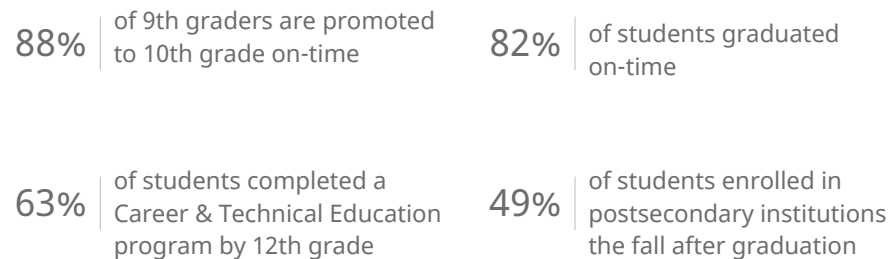 88%
of 9th graders are promoted
to 10th grade on-time
82%
of students graduated
on-time
63%
of students completed a
Career & Technical Education
program by 12th grade
49%
of students enrolled in
postsecondary institutions
the fall after graduation